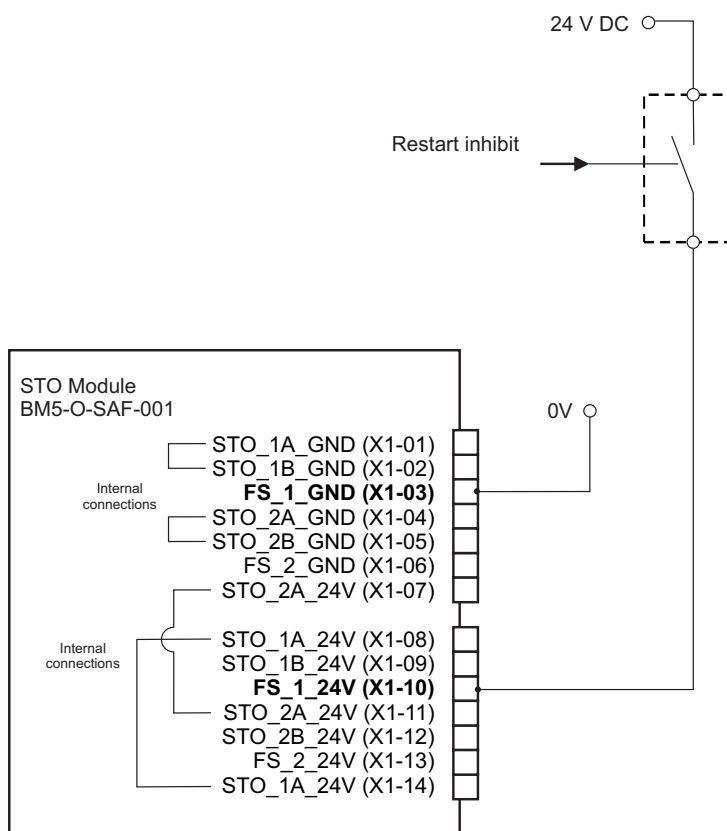 24 V DC
Restart inhibit
STO Module
BM5-O-SAF-001
0V
STO_1A_GND (X1-01)
STO_1B_GND (X1-02)
FS_1_GND (X1-03)
Internal
connections
STO_2A_GND (X1-04)
STO_2B_GND (X1-05)
FS_2_GND (X1-06)
STO_2A_24V (X1-07)
STO_1A_24V (X1-08)
Internal
connections
STO_1B_24V (X1-09)
FS_1_24V (X1-10)
STO_2A_24V (X1-11)
STO_2B_24V (X1-12)
FS_2_24V (X1-13)
STO_1A_24V (X1-14)